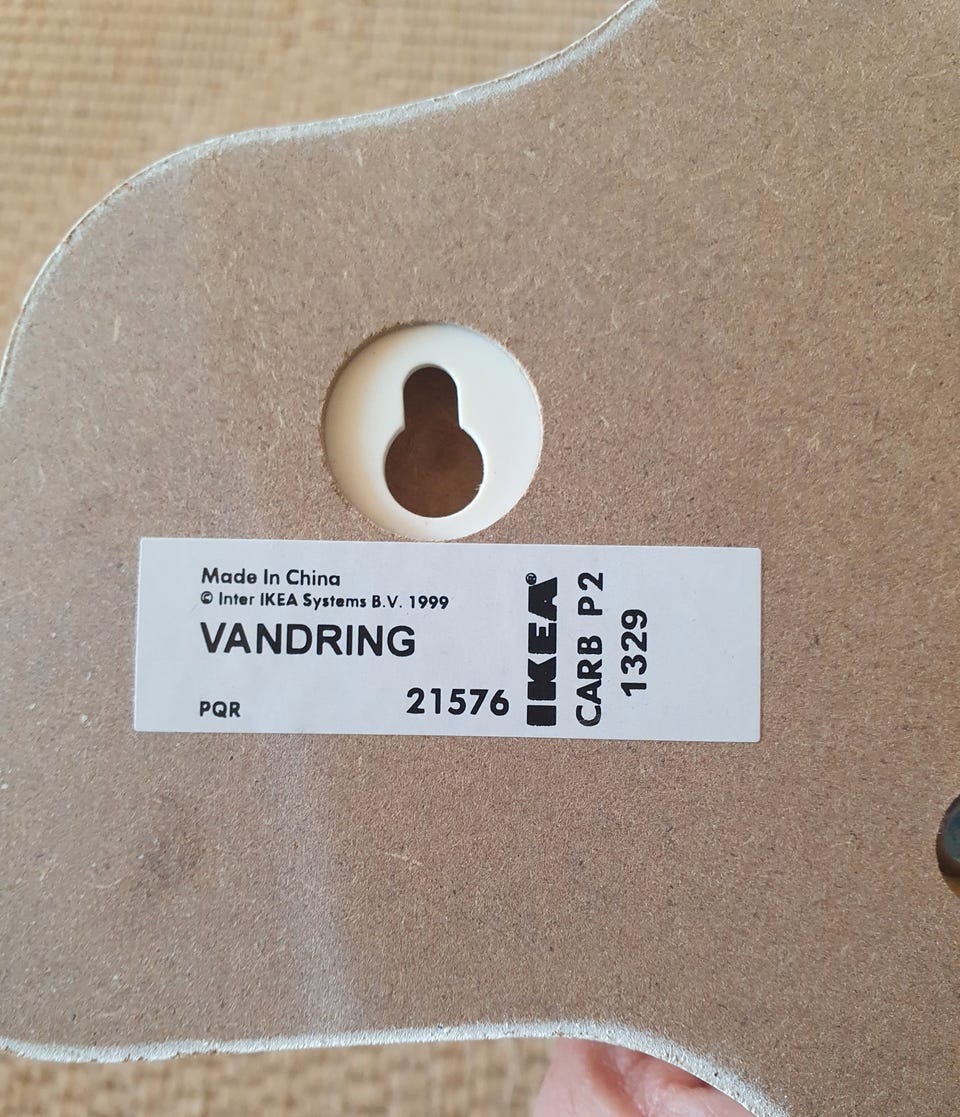 Made In China
© Inter IKEA Systems B.V. 1999
VANDRING
PQR
21576
IKEA®
CARB P2
1329